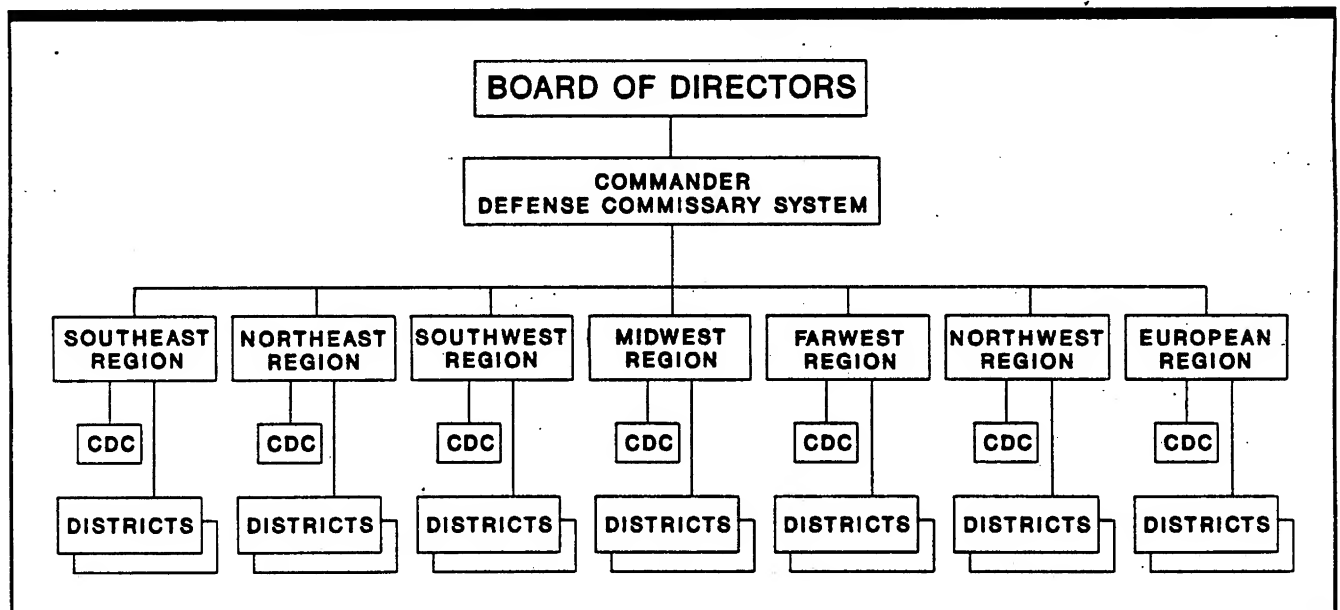 BOARD OF DIRECTORS
COMMANDER
DEFENSE COMMISSARY SYSTEM
SOUTHEAST REGION
NORTHEAST REGION
SOUTHWEST REGION
MIDWEST REGION
FARWEST REGION
NORTHWEST REGION
EUROPEAN REGION
CDC CDC CDC CDC CDC CDC CDC
DISTRICTS DISTRICTS DISTRICTS DISTRICTS DISTRICTS DISTRICTS DISTRICTS